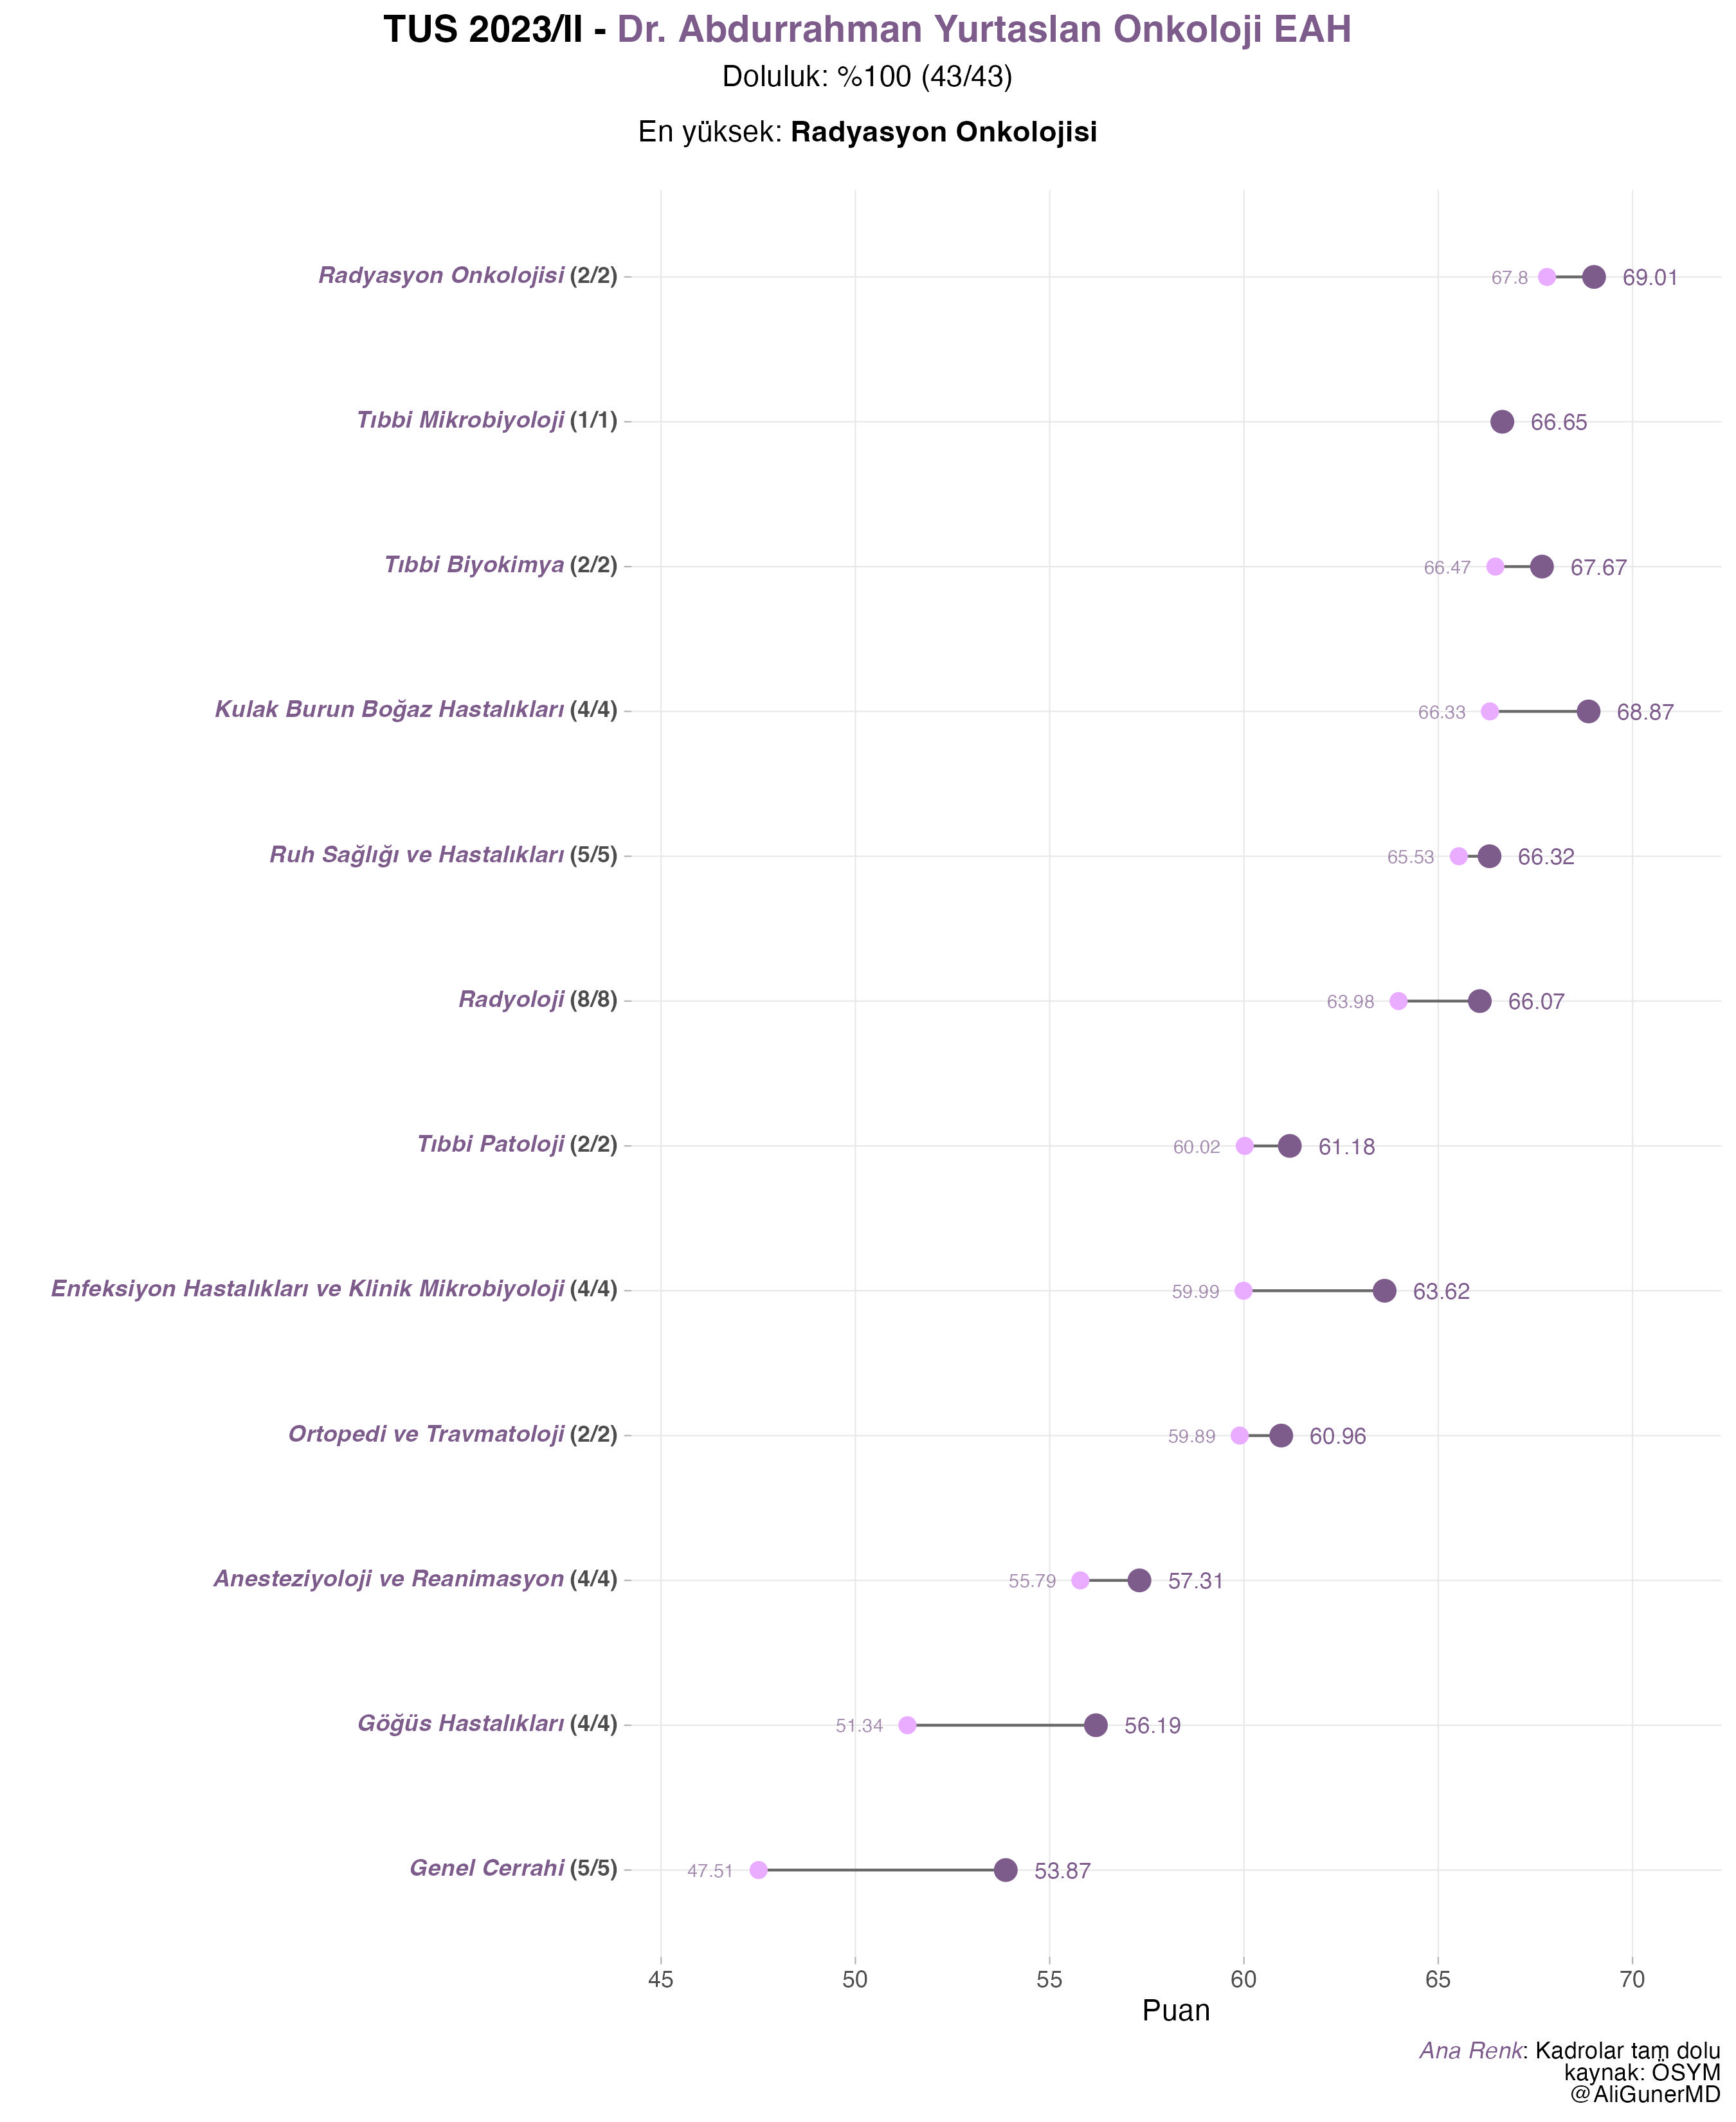 TUS 2023/II - Dr. Abdurrahman Yurtaslan Onkoloji EAH
Doluluk: %100 (43/43)
En yüksek: Radyasyon Onkolojisi
Radyasyon Onkolojisi (2/2) 67.8 69.01
Tıbbi Mikrobiyoloji (1/1) 66.65
Tıbbi Biyokimya (2/2) 66.47 67.67
Kulak Burun Boğaz Hastalıkları (4/4) 66.33 68.87
Ruh Sağlığı ve Hastalıkları (5/5) 65.53 66.32
Radyoloji (8/8) 63.98 66.07
Tıbbi Patoloji (2/2) 60.02 61.18
Enfeksiyon Hastalıkları ve Klinik Mikrobiyoloji (4/4) 59.99 63.62
Ortopedi ve Travmatoloji (2/2) 59.89 60.96
Anesteziyoloji ve Reanimasyon (4/4) 55.79 57.31
Göğüs Hastalıkları (4/4) 51.34 56.19
Genel Cerrahi (5/5) 47.51 53.87
45 50 55 60 65 70
Puan
Ana Renk: Kadrolar tam dolu
kaynak: ÖSYM
@AliGunerMD